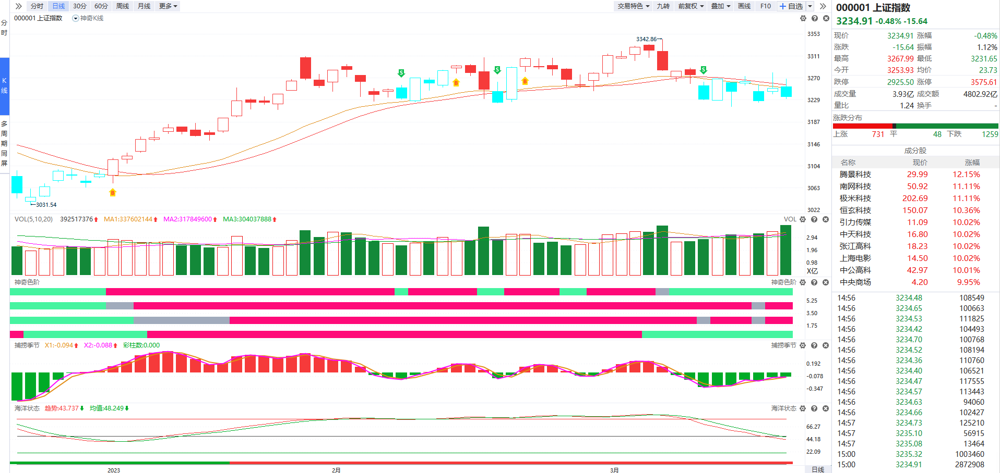 分时 日线 30分 60分 周线 月线 更多
交易特色 九转 前复权 叠加 画线 F10 自选
000001 上证指数 神奇K线
分时
K线
多周期同屏
3342.86
3031.54
3353
3311
3270
3229
3187
3146
3104
3063
3022
S
S
S
B
B
B
B
VOL(5,10,20) 392517376 MA1:337602144 MA2:317849600 MA3:304037888 VOL
2.94
1.96
0.98
X亿
神奇色阶 神奇色阶
5.25
3.50
1.75
捕捞季节 X1:-0.094 X2:-0.088 彩柱数:0.000 捕捞季节
0.192
-0.078
-0.347
海洋状态 趋势:43.737 均值:48.249 海洋状态
66.27
44.18
22.09
2023 2月 3月 日线
000001 上证指数
3234.91 -0.48% -15.64
现价 3234.91 涨幅 -0.48%
涨跌 -15.64 振幅 1.12%
最高 3267.99 最低 3231.65
今开 3253.93 均价 23.73
跌停 2925.50 涨停 3575.61
成交量 3.93亿 成交额 4802.92亿
量比 1.24 换手 -
涨跌分布
上涨 731 平 48 下跌 1259
成分股
名称 现价 涨幅
腾景科技 29.99 12.15%
南网科技 50.92 11.11%
极米科技 202.69 11.11%
恒玄科技 150.07 10.36%
引力传媒 11.09 10.02%
中天科技 16.80 10.02%
张江高科 18.23 10.02%
上海电影 14.50 10.02%
中公高科 42.97 10.01%
中央商场 4.20 9.95%
14:56 3234.48 108549
14:56 3234.65 100663
14:56 3234.53 111825
14:56 3234.42 104493
14:56 3234.70 100768
14:56 3234.52 108194
14:56 3234.36 110760
14:56 3234.40 106521
14:56 3234.47 117555
14:56 3234.57 113443
14:56 3234.63 94060
14:56 3234.66 102427
14:57 3234.73 125210
14:57 3235.10 56915
14:57 3235.08 13464
15:00 3235.32 1003460
15:00 3234.91 2872908